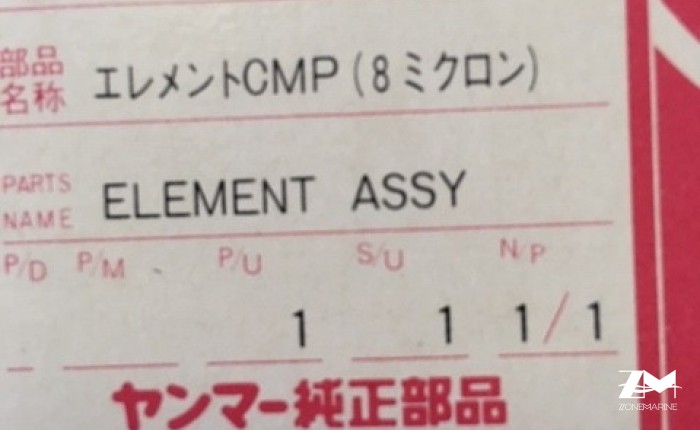 部品名称 エレメントCMP(8ミクロン)
PARTS NAME ELEMENT ASSY
P/D P/M P/U S/U N/P
1 1 1/1
ヤンマー純正部品
ZM
ZONEMARINE